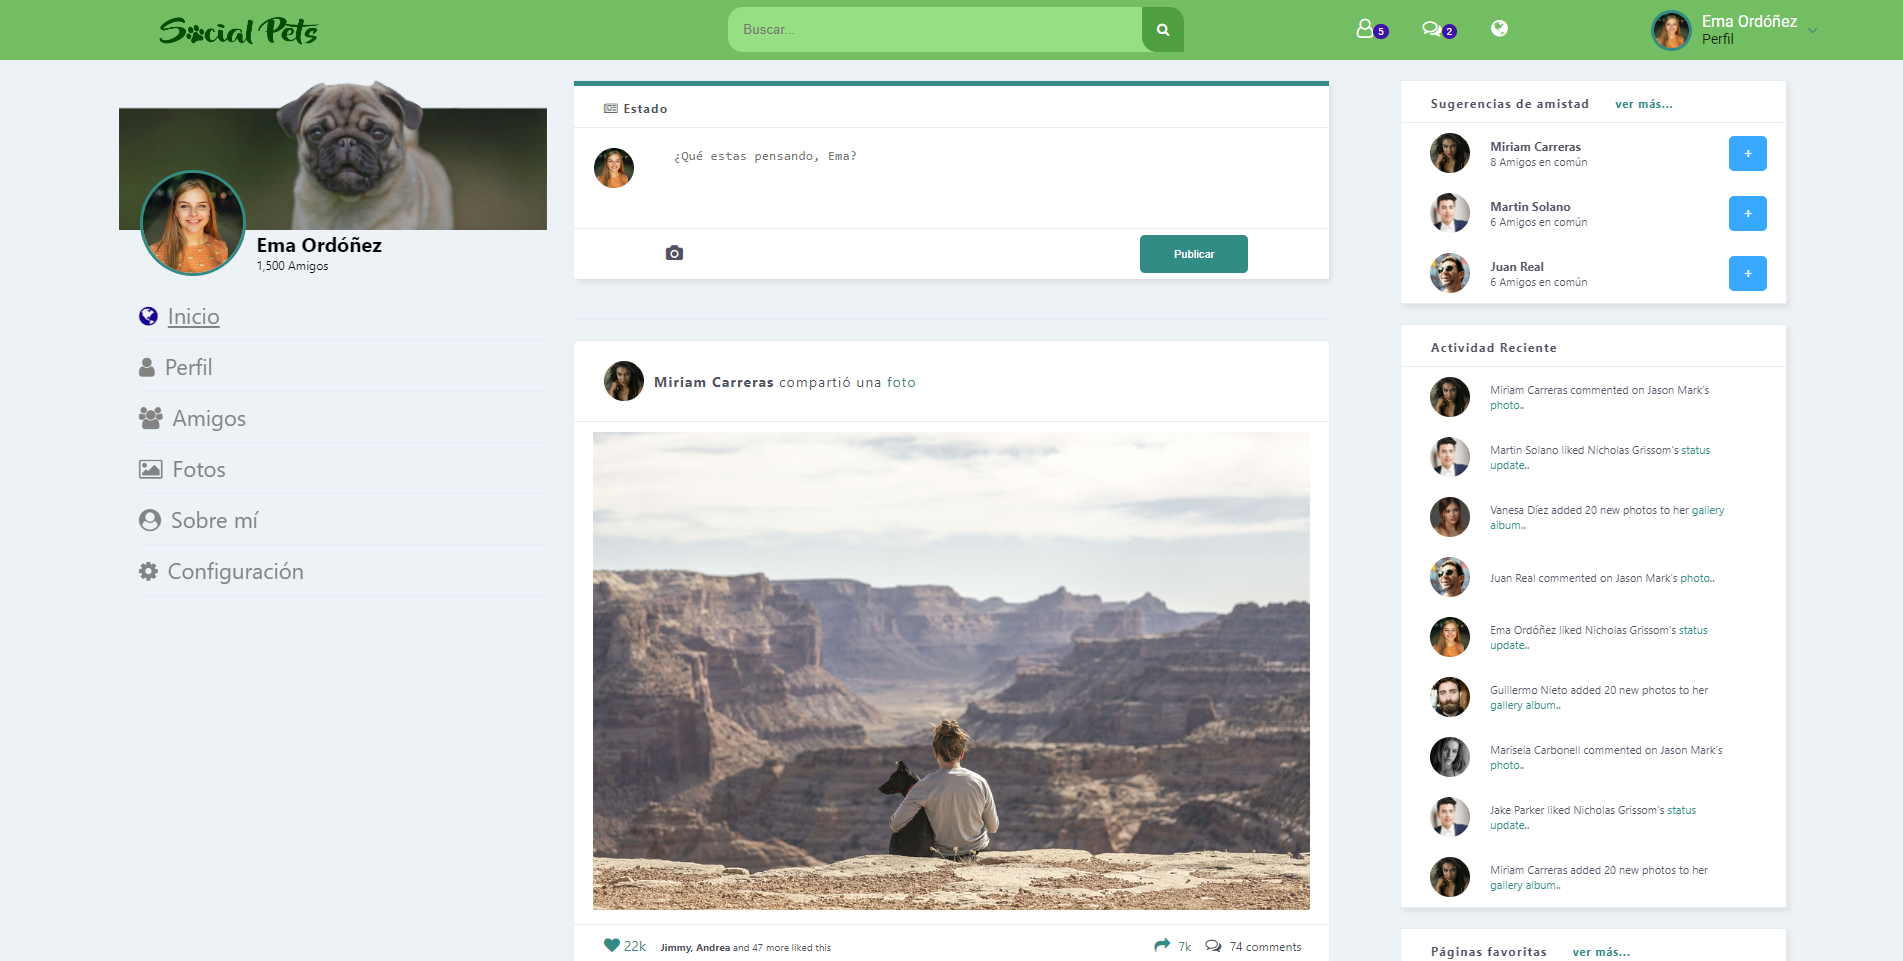 Social Pets
Buscar...
5
2
Ema Ordóñez
Perfil
Ema Ordóñez
1,500 Amigos
Inicio
Perfil
Amigos
Fotos
Sobre mí
Configuración
Estado
¿Qué estas pensando, Ema?
Publicar
Miriam Carreras compartió una foto
22k
Jimmy, Andrea and 47 more liked this
7k
74 comments
Sugerencias de amistad ver más...
Miriam Carreras
8 Amigos en común
+
Martin Solano
6 Amigos en común
+
Juan Real
6 Amigos en común
+
Actividad Reciente
Miriam Carreras commented on Jason Mark's
photo..
Martin Solano liked Nicholas Grissom's status
update..
Vanesa Díez added 20 new photos to her gallery
album..
Juan Real commented on Jason Mark's photo..
Ema Ordóñez liked Nicholas Grissom's status
update..
Guillermo Nieto added 20 new photos to her
gallery album..
Marisela Carbonell commented on Jason Mark's
photo..
Jake Parker liked Nicholas Grissom's status
update..
Miriam Carreras added 20 new photos to her
gallery album..
Páginas favoritas ver más...